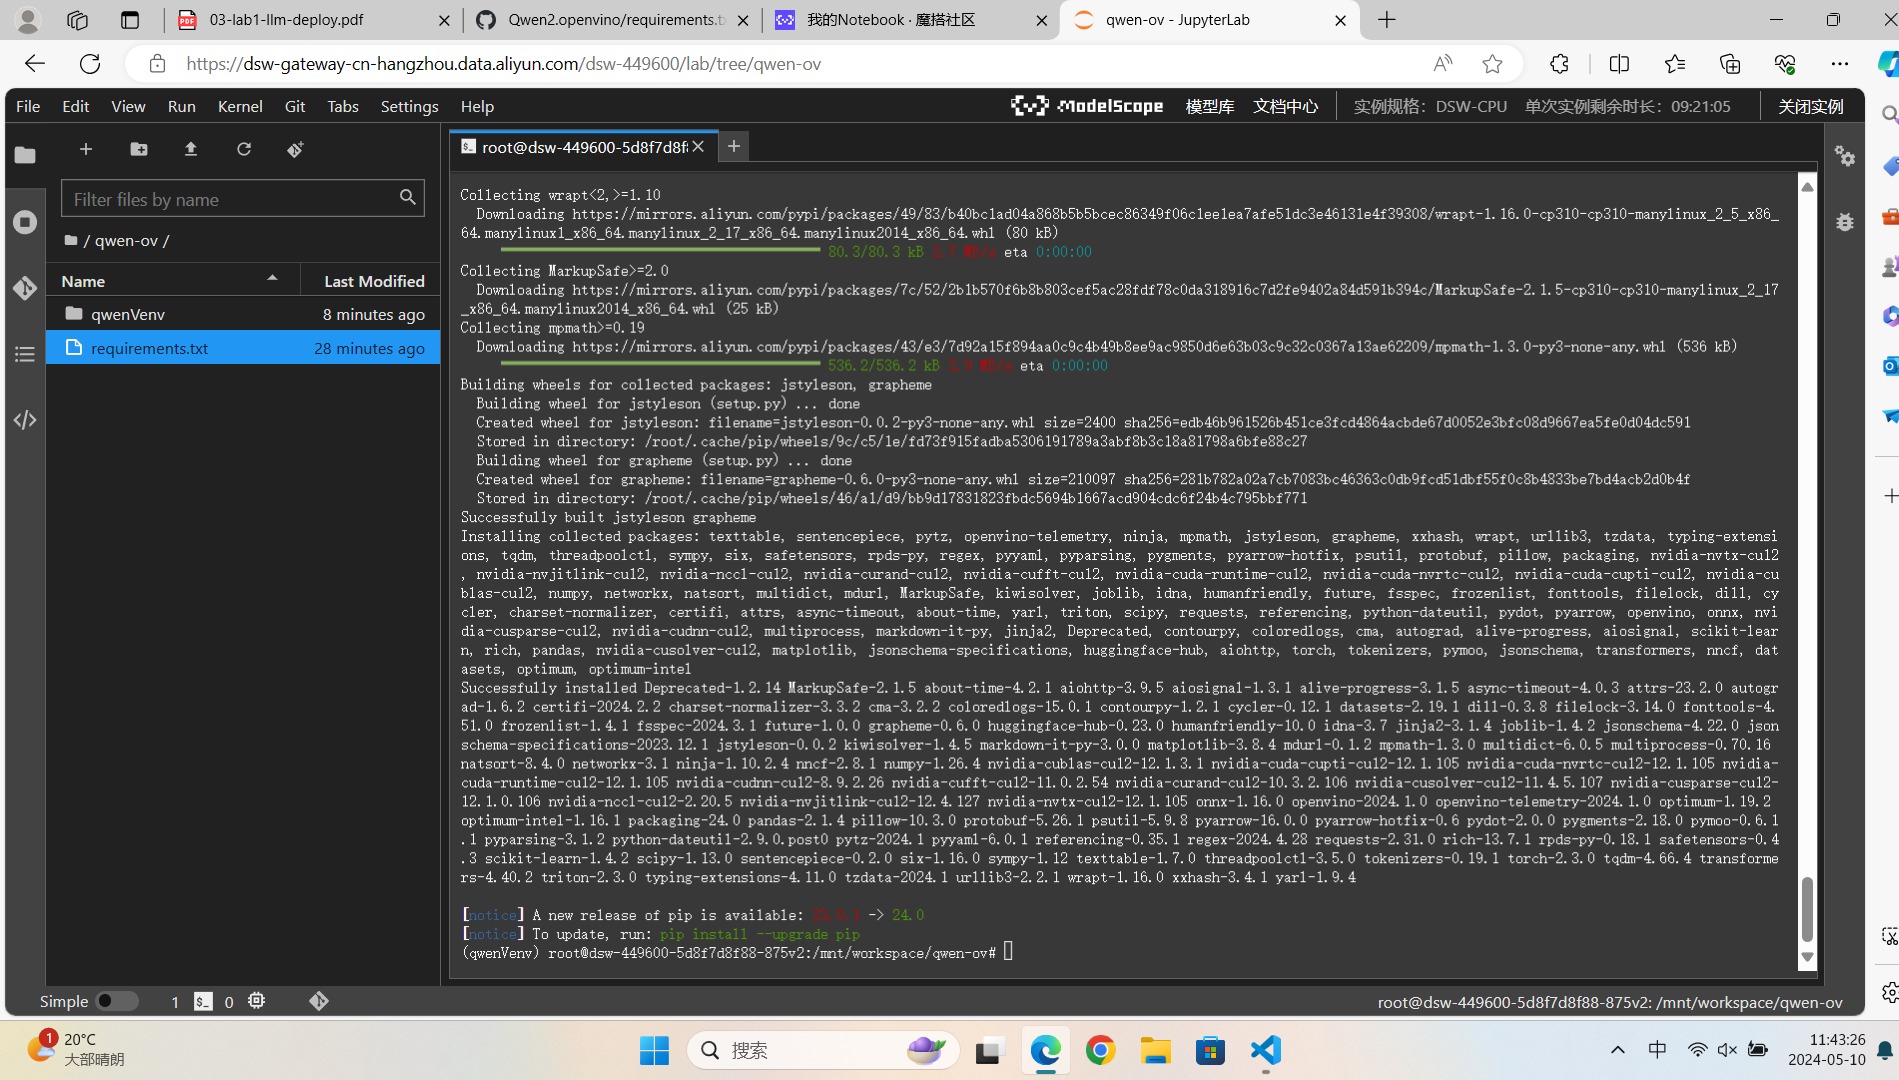 03-lab1-llm-deploy.pdf
Qwen2.openvino/requirements.t
我的Notebook · 魔搭社区
qwen-ov - JupyterLab
https://dsw-gateway-cn-hangzhou.data.aliyun.com/dsw-449600/lab/tree/qwen-ov
File Edit View Run Kernel Git Tabs Settings Help
ModelScope 模型库 文档中心 实例规格：DSW-CPU 单次实例剩余时长：09:21:05 关闭实例
root@dsw-449600-5d8f7d8f8
Filter files by name
/ qwen-ov /
Name Last Modified
qwenVenv 8 minutes ago
requirements.txt 28 minutes ago
Collecting wrapt<2,>=1.10
Downloading https://mirrors.aliyun.com/pypi/packages/49/83/b40bc1ad04a868b5b5bcec86349f06c1ee1ea7afe51dc3e46131e4f39308/wrapt-1.16.0-cp310-cp310-manylinux_2_5_x86_
64.manylinux1_x86_64.manylinux_2_17_x86_64.manylinux2014_x86_64.whl (80 kB)
80.3/80.3 kB 2.7 MB/s eta 0:00:00
Collecting MarkupSafe>=2.0
Downloading https://mirrors.aliyun.com/pypi/packages/7c/52/2b1b570f6b8b803cef5ac28fdf78c0da318916c7d2fe9402a84d591b394c/MarkupSafe-2.1.5-cp310-cp310-manylinux_2_17
_x86_64.manylinux2014_x86_64.whl (25 kB)
Collecting mpmath>=0.19
Downloading https://mirrors.aliyun.com/pypi/packages/43/e3/7d92a15f894aa0c9c4b49b8ee9ac9850d6e63b03c9c32c0367a13ae62209/mpmath-1.3.0-py3-none-any.whl (536 kB)
536.2/536.2 kB 3.9 MB/s eta 0:00:00
Building wheels for collected packages: jstyleson, grapheme
Building wheel for jstyleson (setup.py) ... done
Created wheel for jstyleson: filename=jstyleson-0.0.2-py3-none-any.whl size=2400 sha256=edb46b961526b451ce3fcd4864acbde67d0052e3bfc08d9667ea5fe0d04dc591
Stored in directory: /root/.cache/pip/wheels/9c/c5/1e/fd73f915fadba5306191789a3abf8b3c18a81798a6bfe88c27
Building wheel for grapheme (setup.py) ... done
Created wheel for grapheme: filename=grapheme-0.6.0-py3-none-any.whl size=210097 sha256=281b782a02a7cb7083bc46363c0db9fcd51dbf55f0c8b4833be7bd4acb2d0b4f
Stored in directory: /root/.cache/pip/wheels/46/a1/d9/bb9d17831823fbdc5694b1667acd904cdc6f24b4c795bbf771
Successfully built jstyleson grapheme
Installing collected packages: texttable, sentencepiece, pytz, openvino-telemetry, ninja, mpmath, jstyleson, grapheme, xxhash, wrapt, urllib3, tzdata, typing-extensi
ons, tqdm, threadpoolctl, sympy, six, safetensors, rpds-py, regex, pyyaml, pyparsing, pygments, pyarrow-hotfix, psutil, protobuf, pillow, packaging, nvidia-nvtx-cu12
, nvidia-nvjitlink-cu12, nvidia-nccl-cu12, nvidia-curand-cu12, nvidia-cufft-cu12, nvidia-cuda-runtime-cu12, nvidia-cuda-nvrtc-cu12, nvidia-cuda-cupti-cu12, nvidia-cu
blas-cu12, numpy, networkx, natsort, multidict, mdurl, MarkupSafe, kiwisolver, joblib, idna, humanfriendly, future, fsspec, frozenlist, fonttools, filelock, dill, cy
cler, charset-normalizer, certifi, attrs, async-timeout, about-time, yarl, triton, scipy, requests, referencing, python-dateutil, pydot, pyarrow, openvino, onnx, nvi
dia-cusparse-cu12, nvidia-cudnn-cu12, multiprocess, markdown-it-py, jinja2, Deprecated, contourpy, coloredlogs, cma, autograd, alive-progress, aiosignal, scikit-lear
n, rich, pandas, nvidia-cusolver-cu12, matplotlib, jsonschema-specifications, huggingface-hub, aiohttp, torch, tokenizers, pymoo, jsonschema, transformers, nncf, dat
asets, optimum, optimum-intel
Successfully installed Deprecated-1.2.14 MarkupSafe-2.1.5 about-time-4.2.1 aiohttp-3.9.5 aiosignal-1.3.1 alive-progress-3.1.5 async-timeout-4.0.3 attrs-23.2.0 autogr
ad-1.6.2 certifi-2024.2.2 charset-normalizer-3.3.2 cma-3.2.2 coloredlogs-15.0.1 contourpy-1.2.1 cycler-0.12.1 datasets-2.19.1 dill-0.3.8 filelock-3.14.0 fonttools-4.
51.0 frozenlist-1.4.1 fsspec-2024.3.1 future-1.0.0 grapheme-0.6.0 huggingface-hub-0.23.0 humanfriendly-10.0 idna-3.7 jinja2-3.1.4 joblib-1.4.2 jsonschema-4.22.0 json
schema-specifications-2023.12.1 jstyleson-0.0.2 kiwisolver-1.4.5 markdown-it-py-3.0.0 matplotlib-3.8.4 mdurl-0.1.2 mpmath-1.3.0 multidict-6.0.5 multiprocess-0.70.16
natsort-8.4.0 networkx-3.1 ninja-1.10.2.4 nncf-2.8.1 numpy-1.26.4 nvidia-cublas-cu12-12.1.3.1 nvidia-cuda-cupti-cu12-12.1.105 nvidia-cuda-nvrtc-cu12-12.1.105 nvidia-
cuda-runtime-cu12-12.1.105 nvidia-cudnn-cu12-8.9.2.26 nvidia-cufft-cu12-11.0.2.54 nvidia-curand-cu12-10.3.2.106 nvidia-cusolver-cu12-11.4.5.107 nvidia-cusparse-cu12-
12.1.0.106 nvidia-nccl-cu12-2.20.5 nvidia-nvjitlink-cu12-12.4.127 nvidia-nvtx-cu12-12.1.105 onnx-1.16.0 openvino-2024.1.0 openvino-telemetry-2024.1.0 optimum-1.19.2
optimum-intel-1.16.1 packaging-24.0 pandas-2.1.4 pillow-10.3.0 protobuf-5.26.1 psutil-5.9.8 pyarrow-16.0.0 pyarrow-hotfix-0.6 pydot-2.0.0 pygments-2.18.0 pymoo-0.6.1
.1 pyparsing-3.1.2 python-dateutil-2.9.0.post0 pytz-2024.1 pyyaml-6.0.1 referencing-0.35.1 regex-2024.4.28 requests-2.31.0 rich-13.7.1 rpds-py-0.18.1 safetensors-0.4
.3 scikit-learn-1.4.2 scipy-1.13.0 sentencepiece-0.2.0 six-1.16.0 sympy-1.12 texttable-1.7.0 threadpoolctl-3.5.0 tokenizers-0.19.1 torch-2.3.0 tqdm-4.66.4 transforme
rs-4.40.2 triton-2.3.0 typing-extensions-4.11.0 tzdata-2024.1 urllib3-2.2.1 wrapt-1.16.0 xxhash-3.4.1 yarl-1.9.4
[notice] A new release of pip is available: -> 24.0
[notice] To update, run: pip install --upgrade pip
(qwenVenv) root@dsw-449600-5d8f7d8f88-875v2:/mnt/workspace/qwen-ov#
Simple 1 0
root@dsw-449600-5d8f7d8f88-875v2: /mnt/workspace/qwen-ov
1
20°C
大部晴朗
搜索
中
11:43:26
2024-05-10